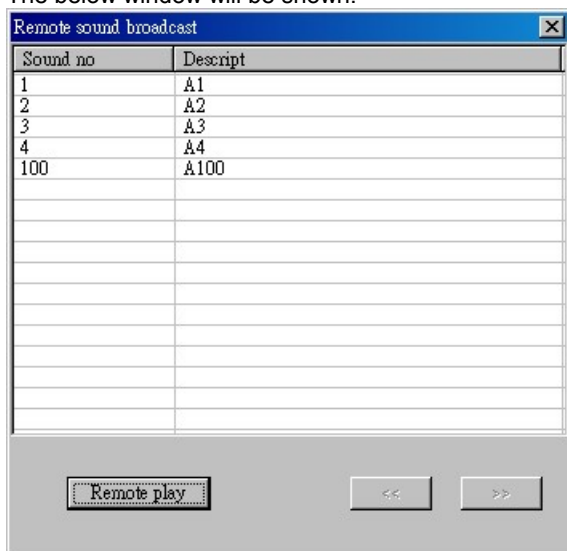 The below window will be shown.
Remote sound broadcast
Sound no Descript
1 A1
2 A2
3 A3
4 A4
100 A100
Remote play << >>